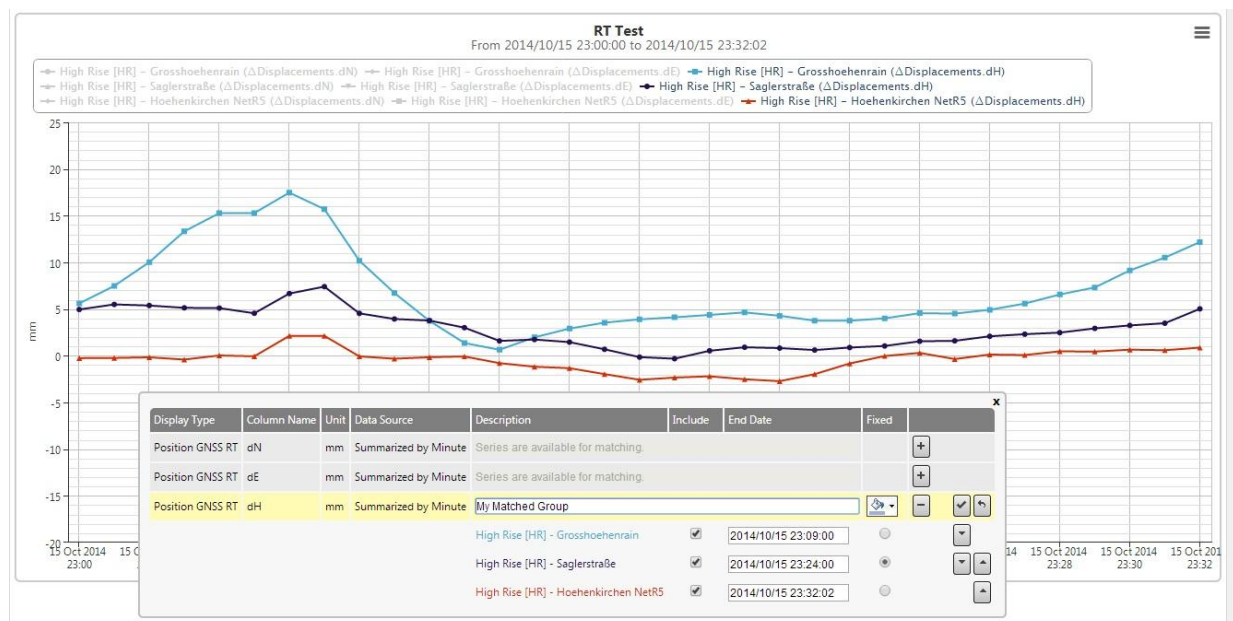 RT Test
From 2014/10/15 23:00:00 to 2014/10/15 23:32:02
High Rise [HR] - Grosshoehenrain (ΔDisplacements.dN) High Rise [HR] - Grosshoehenrain (ΔDisplacements.dE) High Rise [HR] - Grosshoehenrain (ΔDisplacements.dH)
High Rise [HR] - Saglerstraße (ΔDisplacements.dN) High Rise [HR] - Saglerstraße (ΔDisplacements.dE) High Rise [HR] - Saglerstraße (ΔDisplacements.dH)
High Rise [HR] - Hoehenkirchen NetR5 (ΔDisplacements.dN) High Rise [HR] - Hoehenkirchen NetR5 (ΔDisplacements.dE) High Rise [HR] - Hoehenkirchen NetR5 (ΔDisplacements.dH)
25
20
15
10
5
0
-5
-10
-15
-20
mm
x
Display Type Column Name Unit Data Source Description Include End Date Fixed
Position GNSS RT dN mm Summarized by Minute Series are available for matching. +
Position GNSS RT dE mm Summarized by Minute Series are available for matching. +
Position GNSS RT dH mm Summarized by Minute My Matched Group -
High Rise [HR] - Grosshoehenrain 2014/10/15 23:09:00
High Rise [HR] - Saglerstraße 2014/10/15 23:24:00
High Rise [HR] - Hoehenkirchen NetR5 2014/10/15 23:32:02
15 Oct 2014 15 O 14 15 Oct 2014 15 Oct 2014 15 Oct 201
23:00 23:28 23:30 23:32